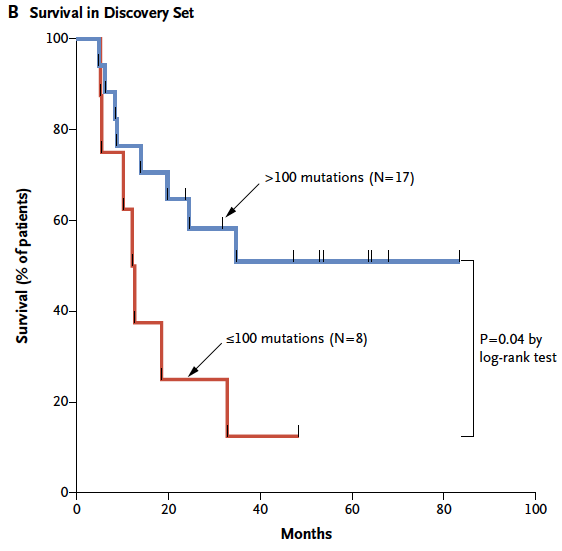 B Survival in Discovery Set
100
80
60
40
20
0
Survival (% of patients)
>100 mutations (N=17)
≤100 mutations (N=8)
P=0.04 by
log-rank test
0 20 40 60 80 100
Months